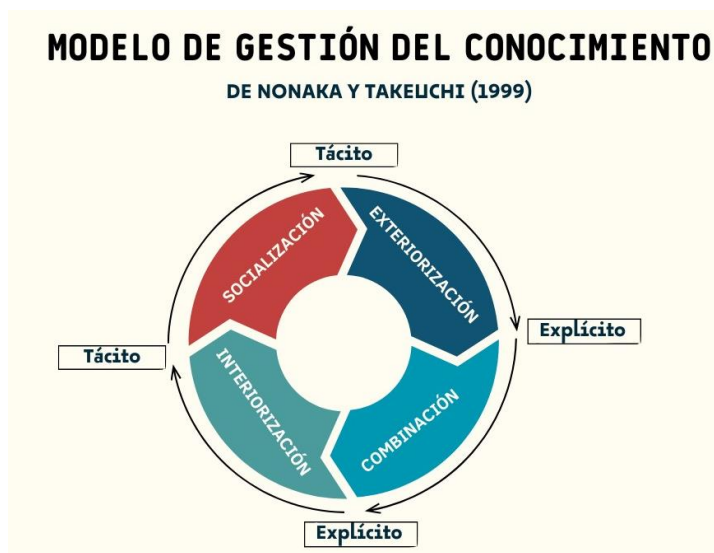 MODELO DE GESTIÓN DEL CONOCIMIENTO
DE NONAKA Y TAKEUCHI (1999)
Tácito
SOCIALIZACIÓN
EXTERIORIZACIÓN
Explícito
Tácito
INTERIORIZACIÓN
COMBINACIÓN
Explícito